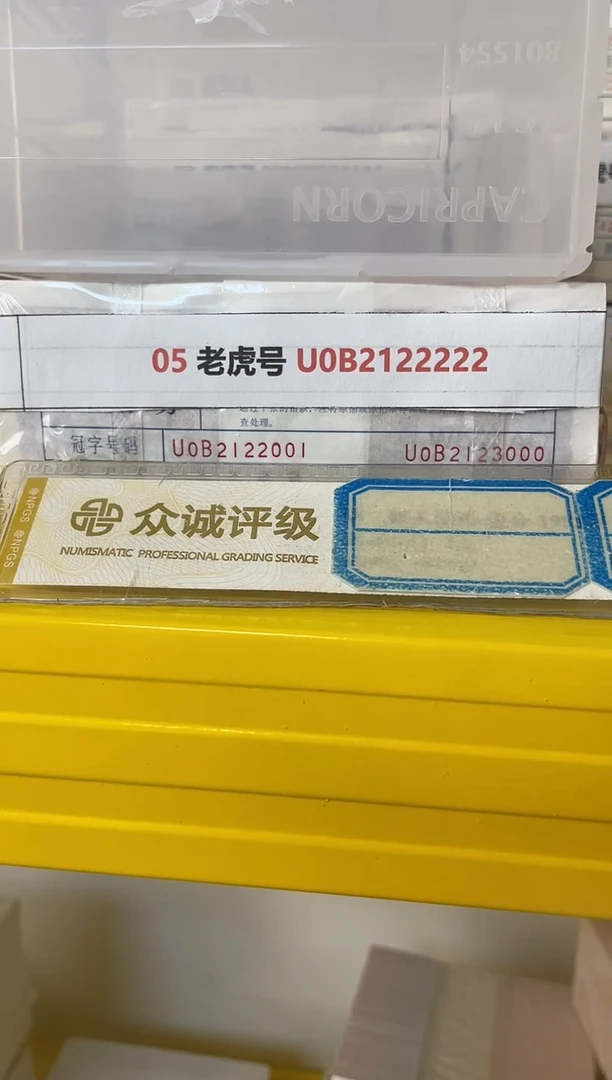 B01554
CAPRICORN
05 老虎号 U0B2122222
查处理。
冠字号码
U0B2122001
U0B2123000
NPGS
NPGS
众诚评级
NUMISMATIC PROFESSIONAL GRADING SERVICE